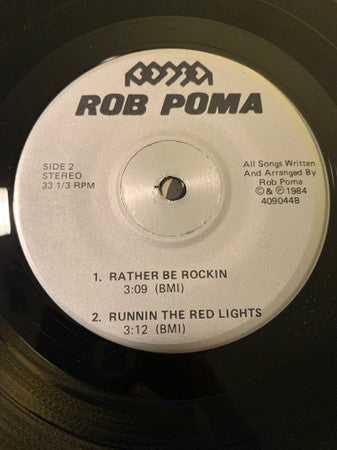 ROB POMA
SIDE 2
STEREO
33 1/3 RPM
All Songs Written
And Arranged By
Rob Poma
© & ℗ 1984
409044B
1. RATHER BE ROCKIN
3:09 (BMI)
2. RUNNIN THE RED LIGHTS
3:12 (BMI)